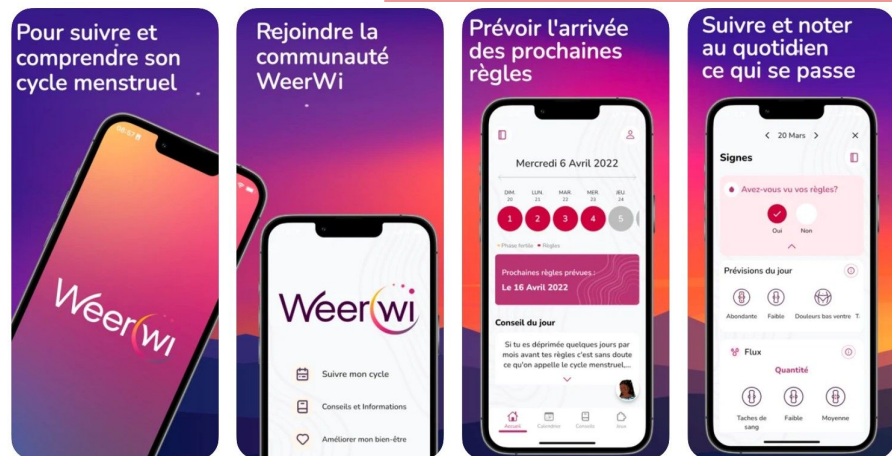 Pour suivre et
comprendre son
cycle menstruel
08:57
Weerwi
Rejoindre la
communauté
WeerWi
Weerwi
Suivre mon cycle
Conseils et Informations
Améliorer mon bien-être
Prévoir l'arrivée
des prochaines
règles
Mercredi 6 Avril 2022
DIM. LUN. MAR. MER. JEU.
20 21 22 23 24
1 2 3 4 5
Phase fertile Règles
Prochaines règles prévues :
Le 16 Avril 2022
Conseil du jour
Si tu es déprimée quelques jours par
mois avant tes règles c'est sans doute
ce qu'on appelle le cycle menstruel,...
Accueil Calendrier Conseils Jeux
Suivre et noter
au quotidien
ce qui se passe
< 20 Mars > ×
Signes
Avez-vous vu vos règles?
Oui Non
Prévisions du jour
Abondante Faible Douleurs bas ventre T
Flux
Quantité
Taches de Faible Moyenne
sang